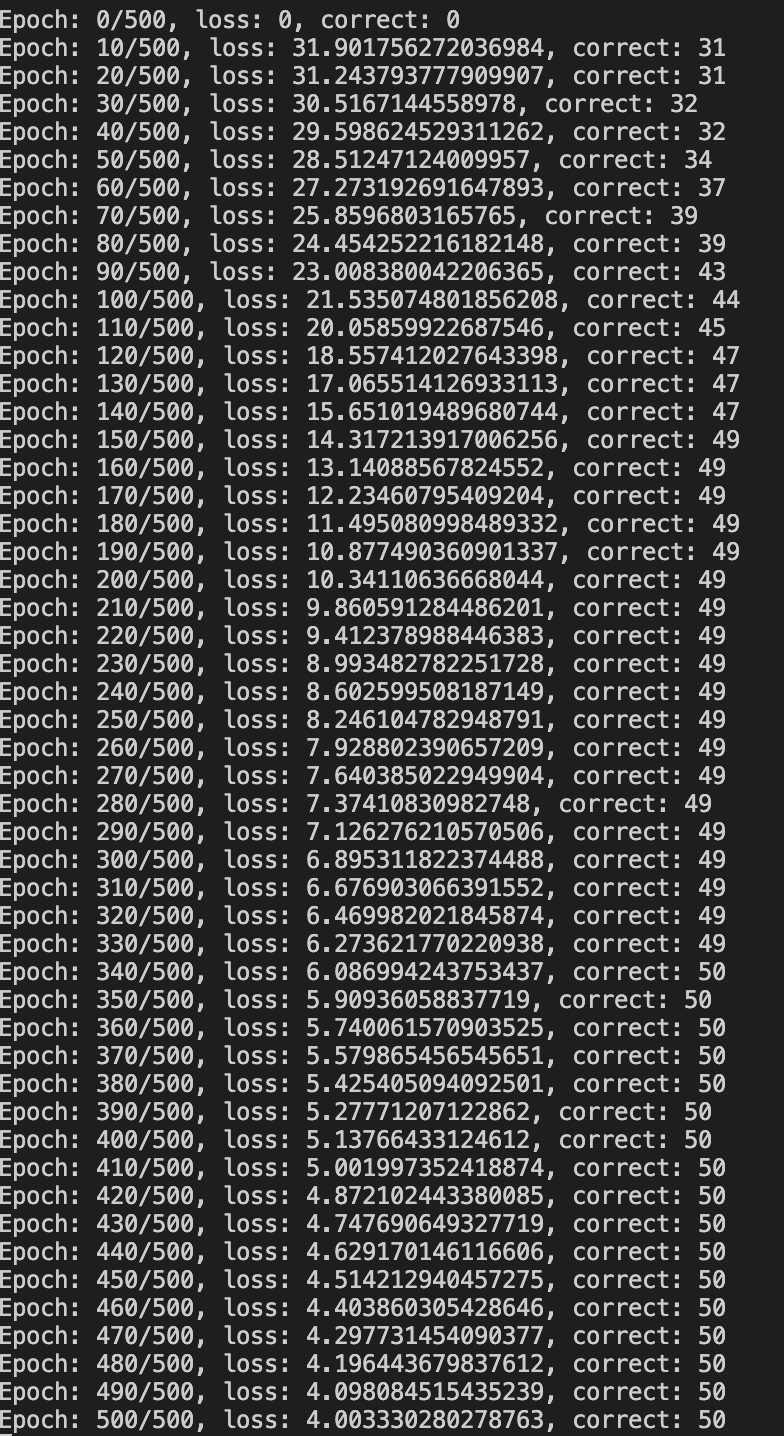 Epoch: 0/500, loss: 0, correct: 0
Epoch: 10/500, loss: 31.901756272036984, correct: 31
Epoch: 20/500, loss: 31.243793777909907, correct: 31
Epoch: 30/500, loss: 30.5167144558978, correct: 32
Epoch: 40/500, loss: 29.598624529311262, correct: 32
Epoch: 50/500, loss: 28.51247124009957, correct: 34
Epoch: 60/500, loss: 27.273192691647893, correct: 37
Epoch: 70/500, loss: 25.8596803165765, correct: 39
Epoch: 80/500, loss: 24.454252216182148, correct: 39
Epoch: 90/500, loss: 23.008380042206365, correct: 43
Epoch: 100/500, loss: 21.535074801856208, correct: 44
Epoch: 110/500, loss: 20.05859922687546, correct: 45
Epoch: 120/500, loss: 18.557412027643398, correct: 47
Epoch: 130/500, loss: 17.065514126933113, correct: 47
Epoch: 140/500, loss: 15.651019489680744, correct: 47
Epoch: 150/500, loss: 14.317213917006256, correct: 49
Epoch: 160/500, loss: 13.14088567824552, correct: 49
Epoch: 170/500, loss: 12.23460795409204, correct: 49
Epoch: 180/500, loss: 11.495080998489332, correct: 49
Epoch: 190/500, loss: 10.877490360901337, correct: 49
Epoch: 200/500, loss: 10.34110636668044, correct: 49
Epoch: 210/500, loss: 9.860591284486201, correct: 49
Epoch: 220/500, loss: 9.412378988446383, correct: 49
Epoch: 230/500, loss: 8.993482782251728, correct: 49
Epoch: 240/500, loss: 8.602599508187149, correct: 49
Epoch: 250/500, loss: 8.246104782948791, correct: 49
Epoch: 260/500, loss: 7.928802390657209, correct: 49
Epoch: 270/500, loss: 7.640385022949904, correct: 49
Epoch: 280/500, loss: 7.37410830982748, correct: 49
Epoch: 290/500, loss: 7.126276210570506, correct: 49
Epoch: 300/500, loss: 6.895311822374488, correct: 49
Epoch: 310/500, loss: 6.676903066391552, correct: 49
Epoch: 320/500, loss: 6.469982021845874, correct: 49
Epoch: 330/500, loss: 6.273621770220938, correct: 49
Epoch: 340/500, loss: 6.086994243753437, correct: 50
Epoch: 350/500, loss: 5.90936058837719, correct: 50
Epoch: 360/500, loss: 5.740061570903525, correct: 50
Epoch: 370/500, loss: 5.579865456545651, correct: 50
Epoch: 380/500, loss: 5.425405094092501, correct: 50
Epoch: 390/500, loss: 5.27771207122862, correct: 50
Epoch: 400/500, loss: 5.13766433124612, correct: 50
Epoch: 410/500, loss: 5.001997352418874, correct: 50
Epoch: 420/500, loss: 4.872102443380085, correct: 50
Epoch: 430/500, loss: 4.747690649327719, correct: 50
Epoch: 440/500, loss: 4.629170146116606, correct: 50
Epoch: 450/500, loss: 4.514212940457275, correct: 50
Epoch: 460/500, loss: 4.403860305428646, correct: 50
Epoch: 470/500, loss: 4.297731454090377, correct: 50
Epoch: 480/500, loss: 4.196443679837612, correct: 50
Epoch: 490/500, loss: 4.098084515435239, correct: 50
Epoch: 500/500, loss: 4.003330280278763, correct: 50